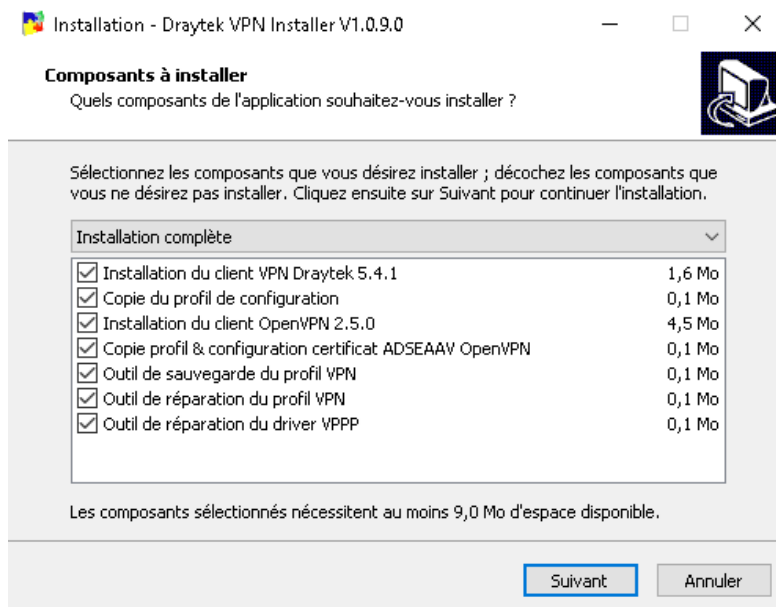 Installation - Draytek VPN Installer V1.0.9.0
Composants à installer
Quels composants de l'application souhaitez-vous installer ?
Sélectionnez les composants que vous désirez installer ; décochez les composants que
vous ne désirez pas installer. Cliquez ensuite sur Suivant pour continuer l'installation.
Installation complète
Installation du client VPN Draytek 5.4.1 1,6 Mo
Copie du profil de configuration 0,1 Mo
Installation du client OpenVPN 2.5.0 4,5 Mo
Copie profil & configuration certificat ADSEAAV OpenVPN 0,1 Mo
Outil de sauvegarde du profil VPN 0,1 Mo
Outil de réparation du profil VPN 0,1 Mo
Outil de réparation du driver VPPP 0,1 Mo
Les composants sélectionnés nécessitent au moins 9,0 Mo d'espace disponible.
Suivant Annuler